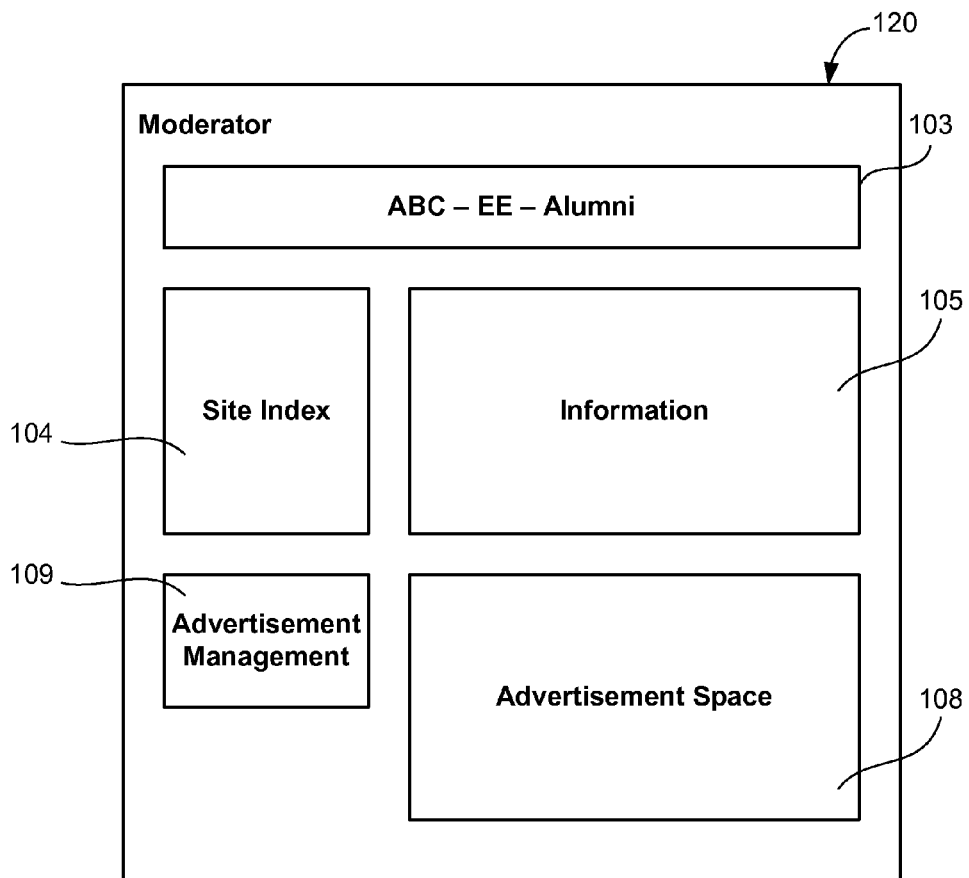 120
Moderator
103
ABC – EE – Alumni
105
Site Index
Information
104
109
Advertisement
Management
Advertisement Space
108